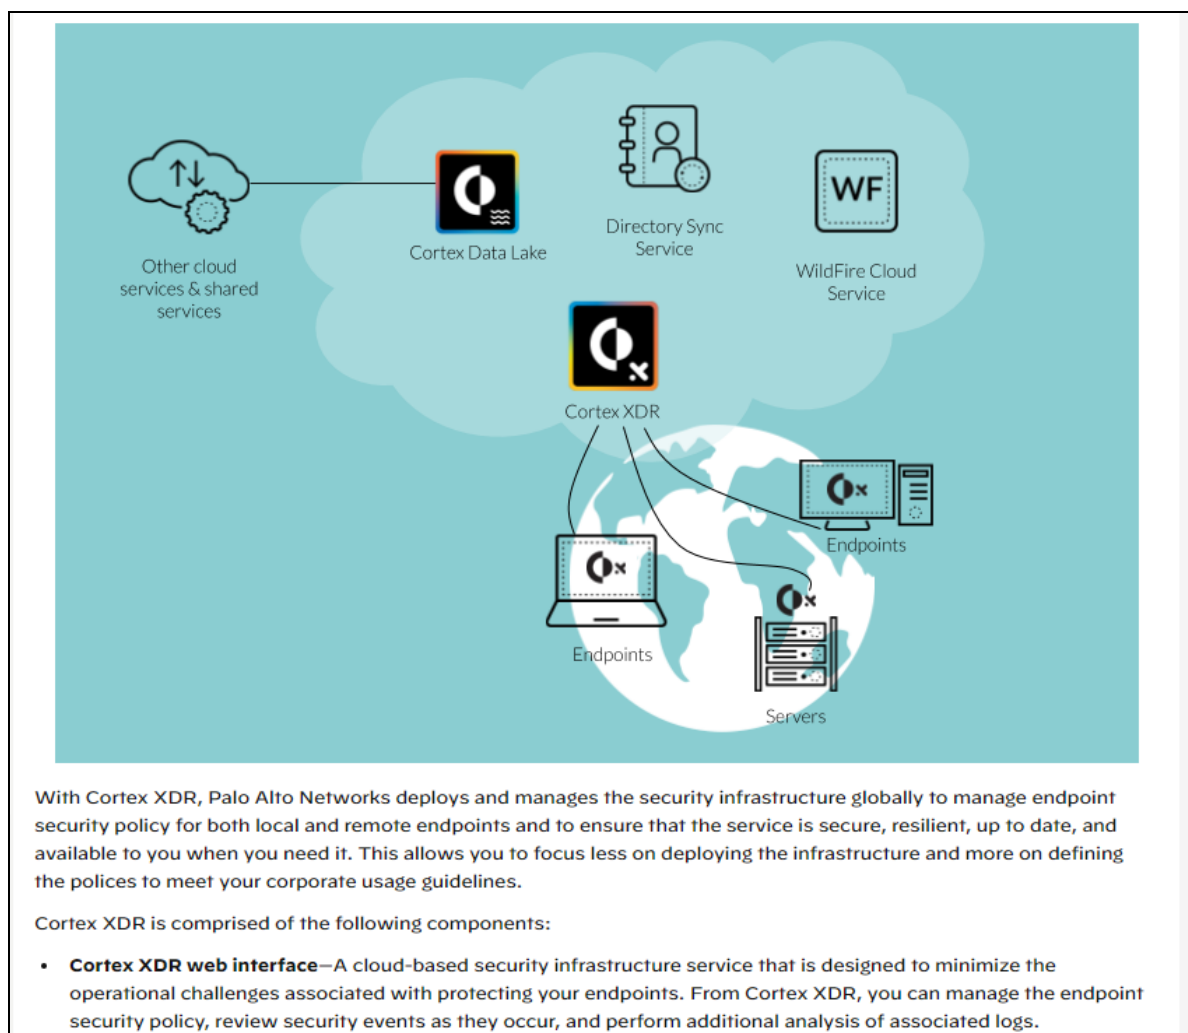 WF
Directory Sync
Service
Cortex Data Lake
Other cloud
services & shared
services
WildFire Cloud
Service
Cortex XDR
Endpoints
Endpoints
Servers
With Cortex XDR, Palo Alto Networks deploys and manages the security infrastructure globally to manage endpoint
security policy for both local and remote endpoints and to ensure that the service is secure, resilient, up to date, and
available to you when you need it. This allows you to focus less on deploying the infrastructure and more on defining
the polices to meet your corporate usage guidelines.
Cortex XDR is comprised of the following components:
• Cortex XDR web interface—A cloud-based security infrastructure service that is designed to minimize the
operational challenges associated with protecting your endpoints. From Cortex XDR, you can manage the endpoint
security policy, review security events as they occur, and perform additional analysis of associated logs.